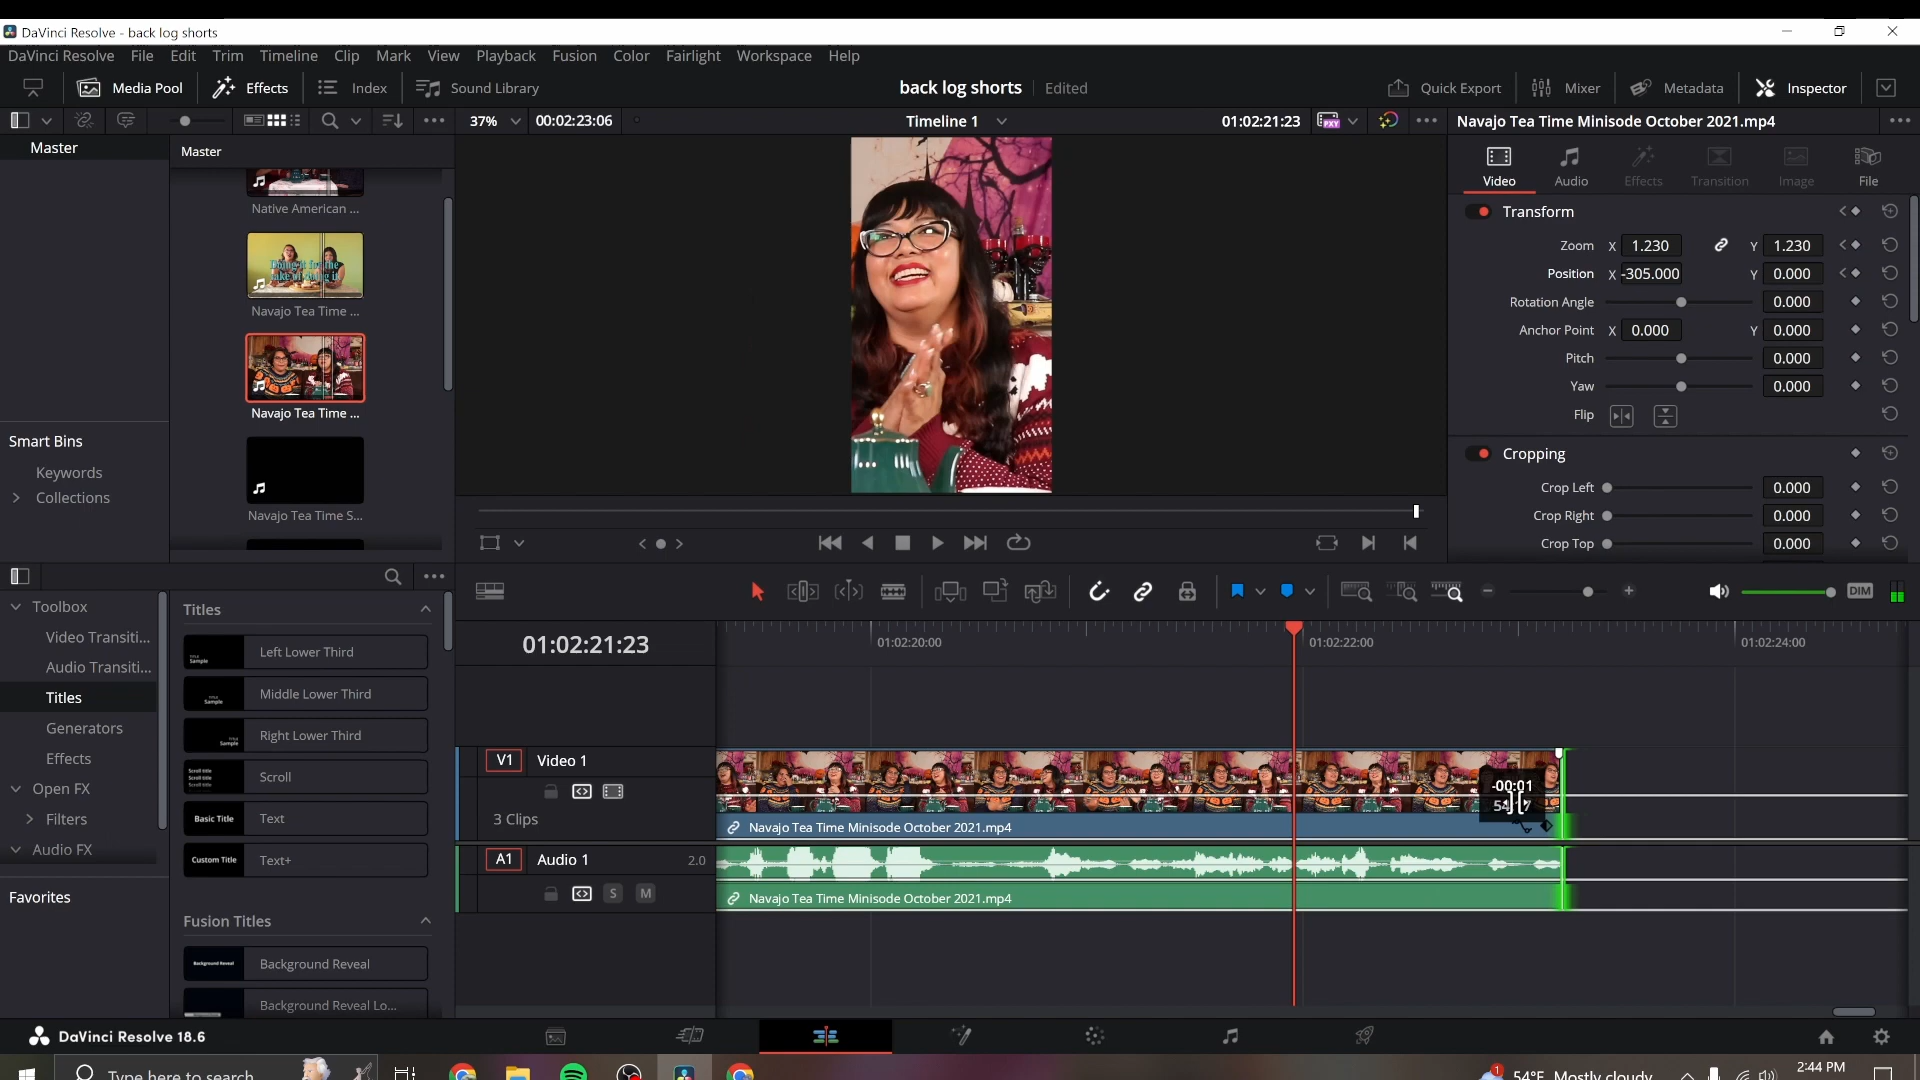 DaVinci Resolve - back log shorts
DaVinci Resolve File Edit Trim Timeline Clip Mark View Playback Fusion Color Fairlight Workspace Help
Media Pool Effects Index Sound Library back log shorts Edited Quick Export Mixer Metadata Inspector
37% 00:02:23:06 Timeline 1 01:02:21:23 Navajo Tea Time Minisode October 2021.mp4
Master
Master
Native American ...
Navajo Tea Time ...
Navajo Tea Time ...
Navajo Tea Time S...
Smart Bins
Keywords
Collections
Video Audio Effects Transition Image File
Transform
Zoom X 1.230 Y 1.230
Position X -305.000 Y 0.000
Rotation Angle 0.000
Anchor Point X 0.000 Y 0.000
Pitch 0.000
Yaw 0.000
Flip
Cropping
Crop Left 0.000
Crop Right 0.000
Crop Top 0.000
Toolbox
Video Transiti...
Audio Transiti...
Titles
Generators
Effects
Open FX
Filters
Audio FX
Favorites
Titles
Left Lower Third
Middle Lower Third
Right Lower Third
Scroll
Basic Title Text
Custom Title Text+
Fusion Titles
Background Reveal Background Reveal
Background Reveal Lo...
DIM
01:02:21:23
01:02:20:00 01:02:22:00 01:02:24:00
V1 Video 1
3 Clips
-00:01
Navajo Tea Time Minisode October 2021.mp4
A1 Audio 1 2.0
S M
Navajo Tea Time Minisode October 2021.mp4
DaVinci Resolve 18.6
Type here to search
1 54°F Mostly cloudy 2:44 PM